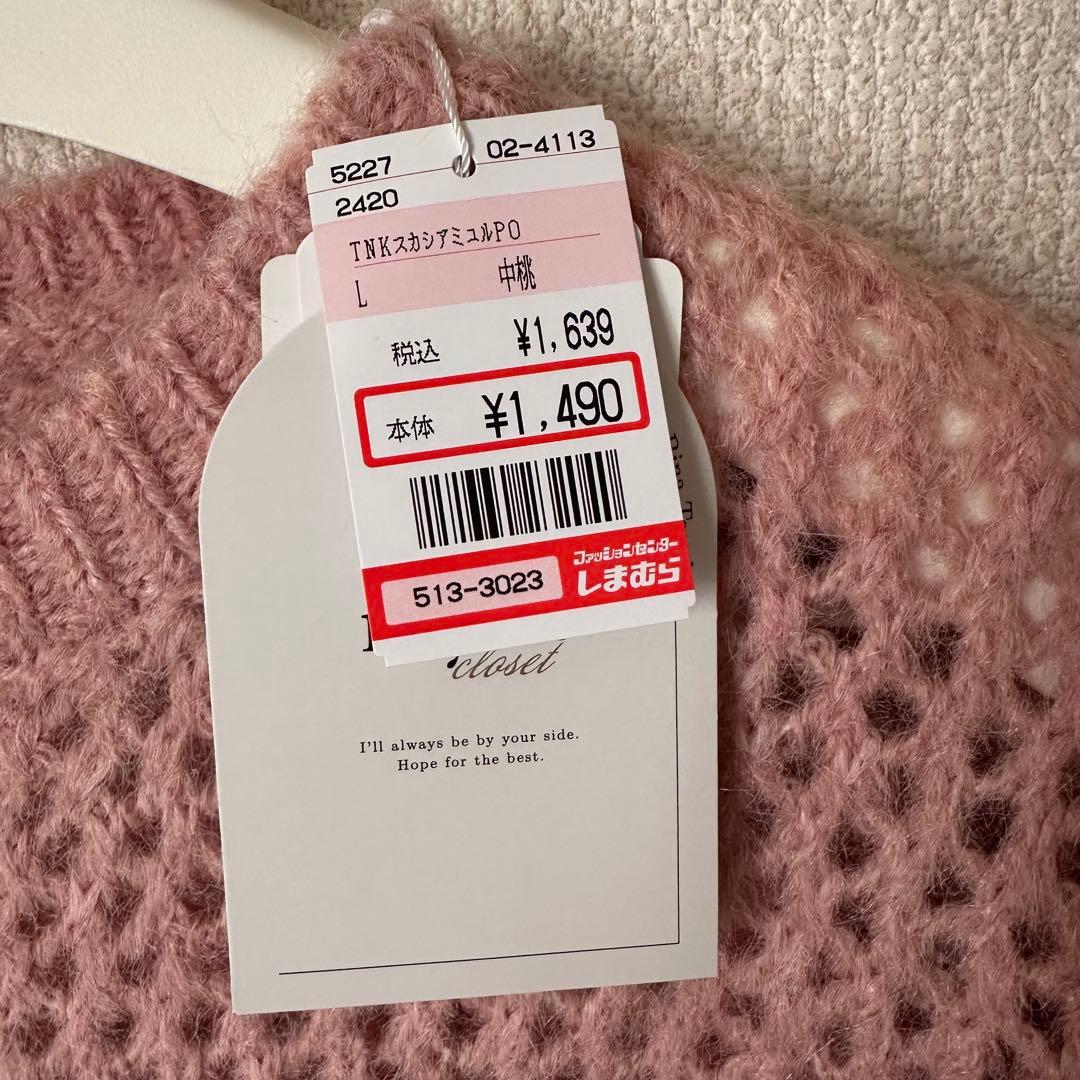 5227 02-4113
2420
TNKスカシアミユルPO
L 中桃
税込 ¥1,639
本体 ¥1,490
513-3023
ファッションセンター
しまむら
closet
I'll always be by your side.
Hope for the best.